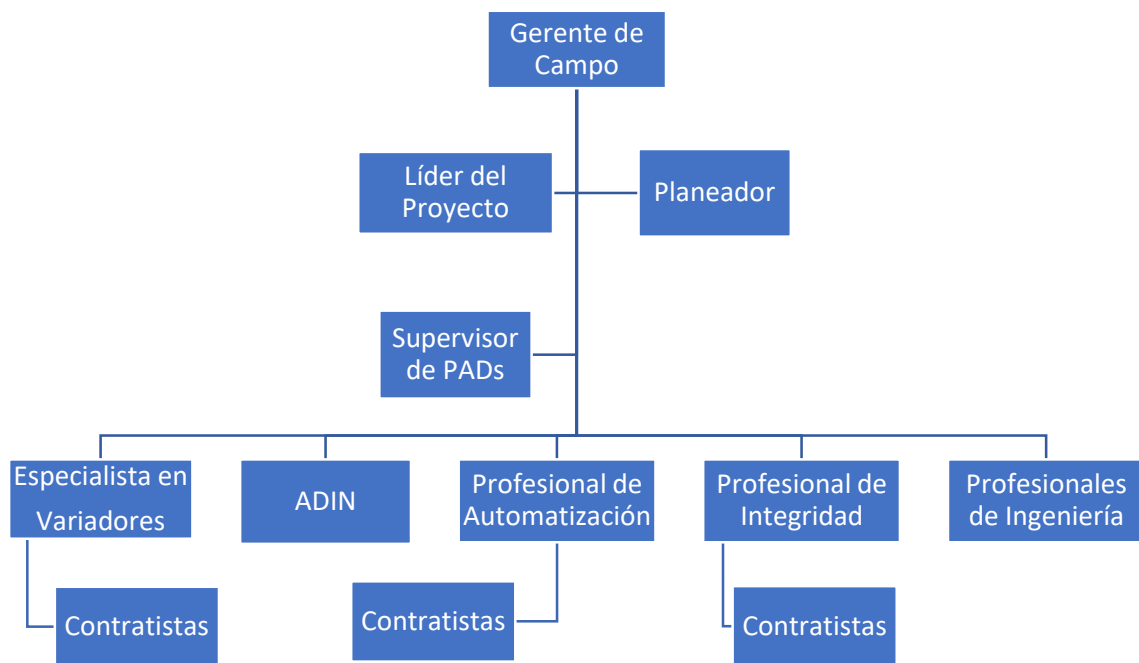 Gerente de
Campo
Líder del
Proyecto
Planeador
Supervisor
de PADs
Especialista en
Variadores
ADIN
Profesional de
Automatización
Profesional de
Integridad
Profesionales
de Ingeniería
Contratistas
Contratistas
Contratistas